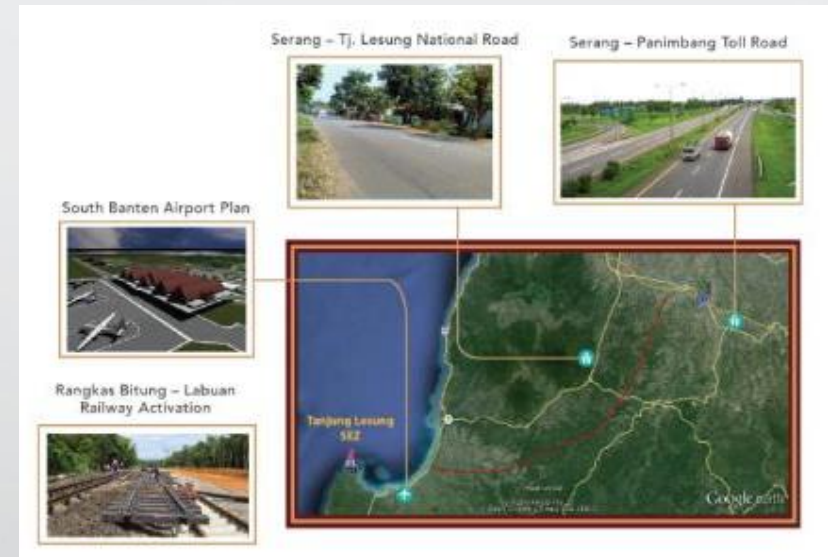 Serang – Tj. Lesung National Road
Serang – Panimbang Toll Road
South Banten Airport Plan
Rangkas Bitung – Labuan
Railway Activation
Tanjung Lesung
SEZ
Google earth